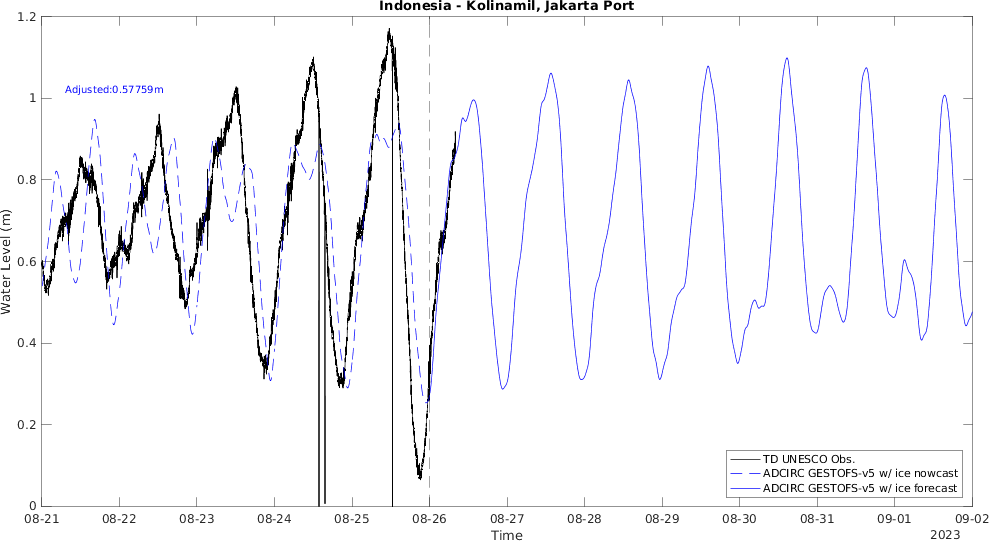 Indonesia - Kolinamil, Jakarta Port
Adjusted:0.57759m
Water Level (m)
1.2
1
0.8
0.6
0.4
0.2
0
TD UNESCO Obs.
ADCIRC GESTOFS-v5 w/ ice nowcast
ADCIRC GESTOFS-v5 w/ ice forecast
08-21 08-22 08-23 08-24 08-25 08-26 08-27 08-28 08-29 08-30 08-31 09-01 09-02
Time
2023